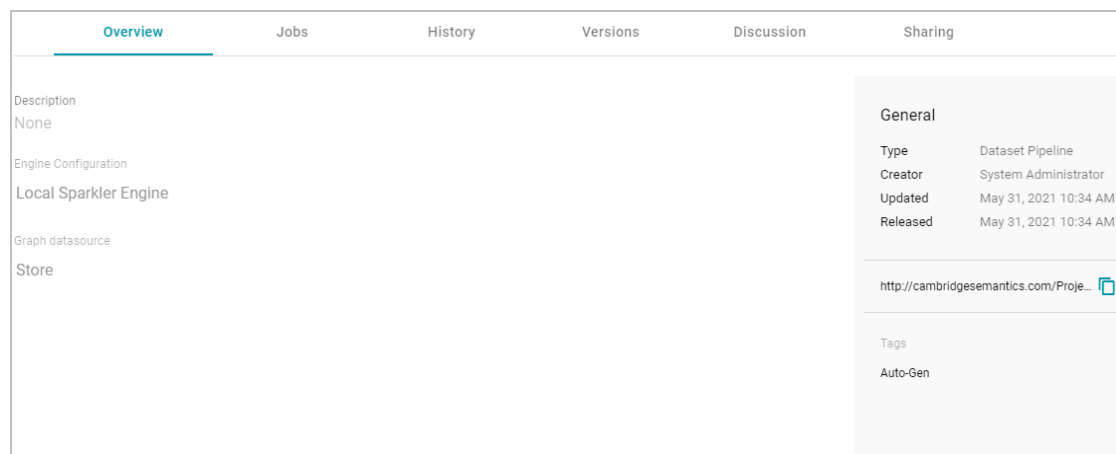 Overview Jobs History Versions Discussion Sharing
Description
None
Engine Configuration
Local Sparkler Engine
Graph datasource
Store
General
Type Dataset Pipeline
Creator System Administrator
Updated May 31, 2021 10:34 AM
Released May 31, 2021 10:34 AM
http://cambridgesemantics.com/Proje...
Tags
Auto-Gen